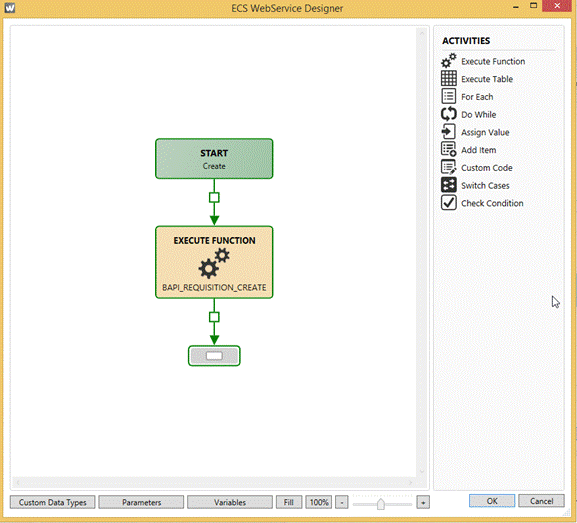 W
ECS WebService Designer
START
Create
EXECUTE FUNCTION
BAPI_REQUISITION_CREATE
ACTIVITIES
Execute Function
Execute Table
For Each
Do While
Assign Value
Add Item
Custom Code
Switch Cases
Check Condition
Custom Data Types
Parameters
Variables
Fill
100%
-
+
OK
Cancel